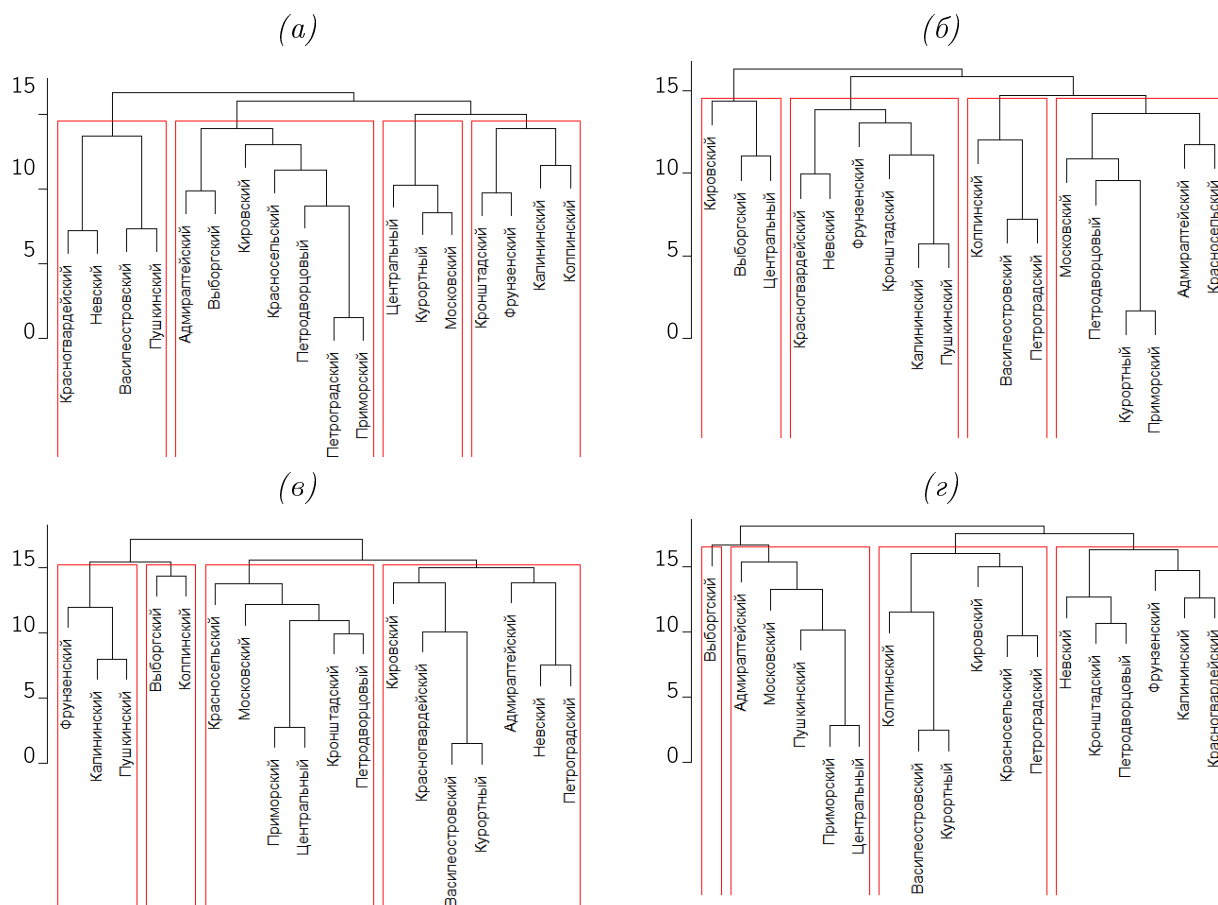 (а)
15
10
5
0
Красногвардейский
Невский
Василеостровский
Пушкинский
Адмиралтейский
Выборгский
Кировский
Красносельский
Петродворцовый
Петроградский
Приморский
Центральный
Курортный
Московский
Кронштадский
Фрунзенский
Калининский
Колпинский
(б)
15
10
5
0
Кировский
Выборгский
Центральный
Красногвардейский
Невский
Фрунзенский
Кронштадский
Калининский
Пушкинский
Колпинский
Василеостровский
Петроградский
Московский
Петродворцовый
Курортный
Приморский
Адмиралтейский
Красносельский
(в)
15
10
5
0
Фрунзенский
Калининский
Пушкинский
Выборгский
Колпинский
Красносельский
Московский
Приморский
Центральный
Кронштадский
Петродворцовый
Кировский
Красногвардейский
Василеостровский
Курортный
Адмиралтейский
Невский
Петроградский
(г)
15
10
5
0
Выборгский
Адмиралтейский
Московский
Пушкинский
Приморский
Центральный
Колпинский
Василеостровский
Курортный
Кировский
Красносельский
Петроградский
Невский
Кронштадский
Петродворцовый
Фрунзенский
Калининский
Красногвардейский